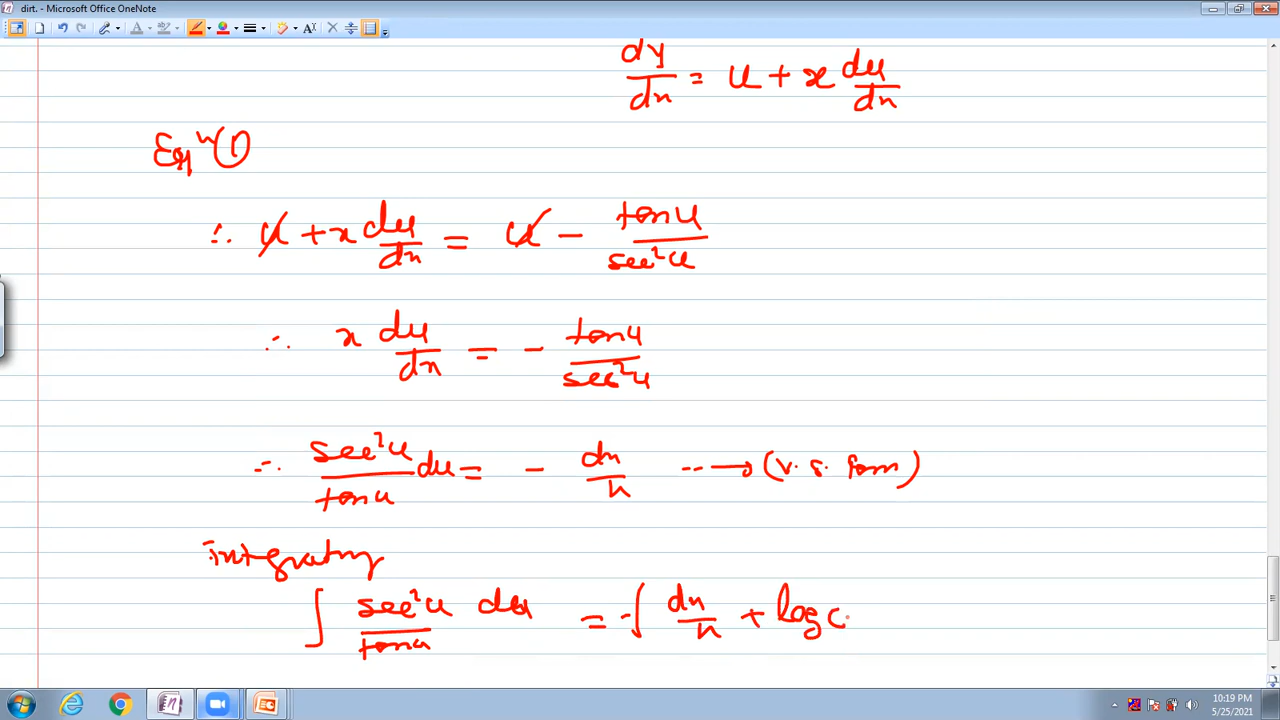 dirt. - Microsoft Office OneNote
dy/dx = u + x du/dx
Eqⁿ ①
∴ u + x du/dx = u - tan u/sec²u
∴ x du/dx = - tan u/sec²u
∴ sec²u/tan u du = - dx/x --→ (v. s. form)
integrating
∫ sec²u/tan u du = -∫ dx/x + log c
10:19 PM
5/25/2021